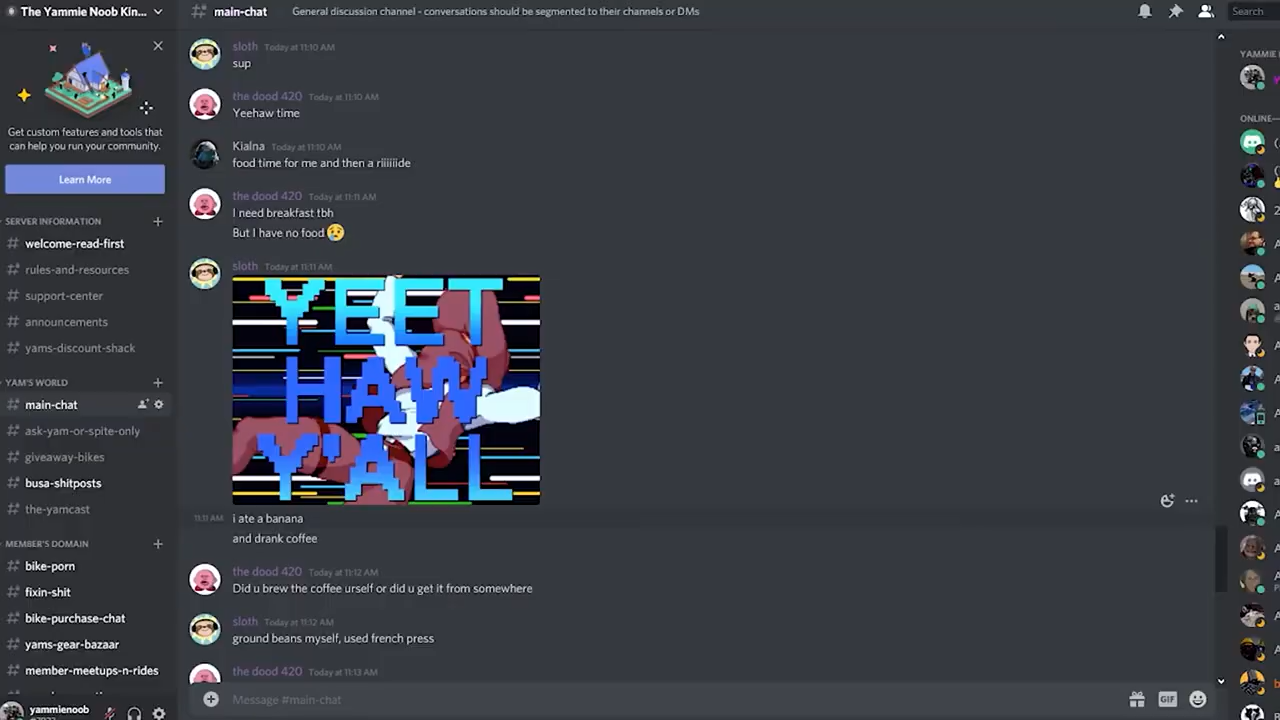 The Yammie Noob Kin...
main-chat
General discussion channel - conversations should be segmented to their channels or DMs
Search
Get custom features and tools that
can help you run your community.
Learn More
SERVER INFORMATION
welcome-read-first
rules-and-resources
support-center
announcements
yams-discount-shack
YAM'S WORLD
main-chat
ask-yam-or-spite-only
giveaway-bikes
busa-shitposts
the-yamcast
MEMBER'S DOMAIN
bike-porn
fixin-shit
bike-purchase-chat
yams-gear-bazaar
member-meetups-n-rides
yammienoob
sloth Today at 11:10 AM
sup
the dood 420 Today at 11:10 AM
Yeehaw time
Kialna Today at 11:10 AM
food time for me and then a riiiiiide
the dood 420 Today at 11:11 AM
I need breakfast tbh
But I have no food 😢
sloth Today at 11:11 AM
YEET
HAW
Y'ALL
11:11 AM i ate a banana
and drank coffee
the dood 420 Today at 11:12 AM
Did u brew the coffee urself or did u get it from somewhere
sloth Today at 11:12 AM
ground beans myself, used french press
the dood 420 Today at 11:13 AM
Message #main-chat
GIF
YAMMIE
ONLINE—